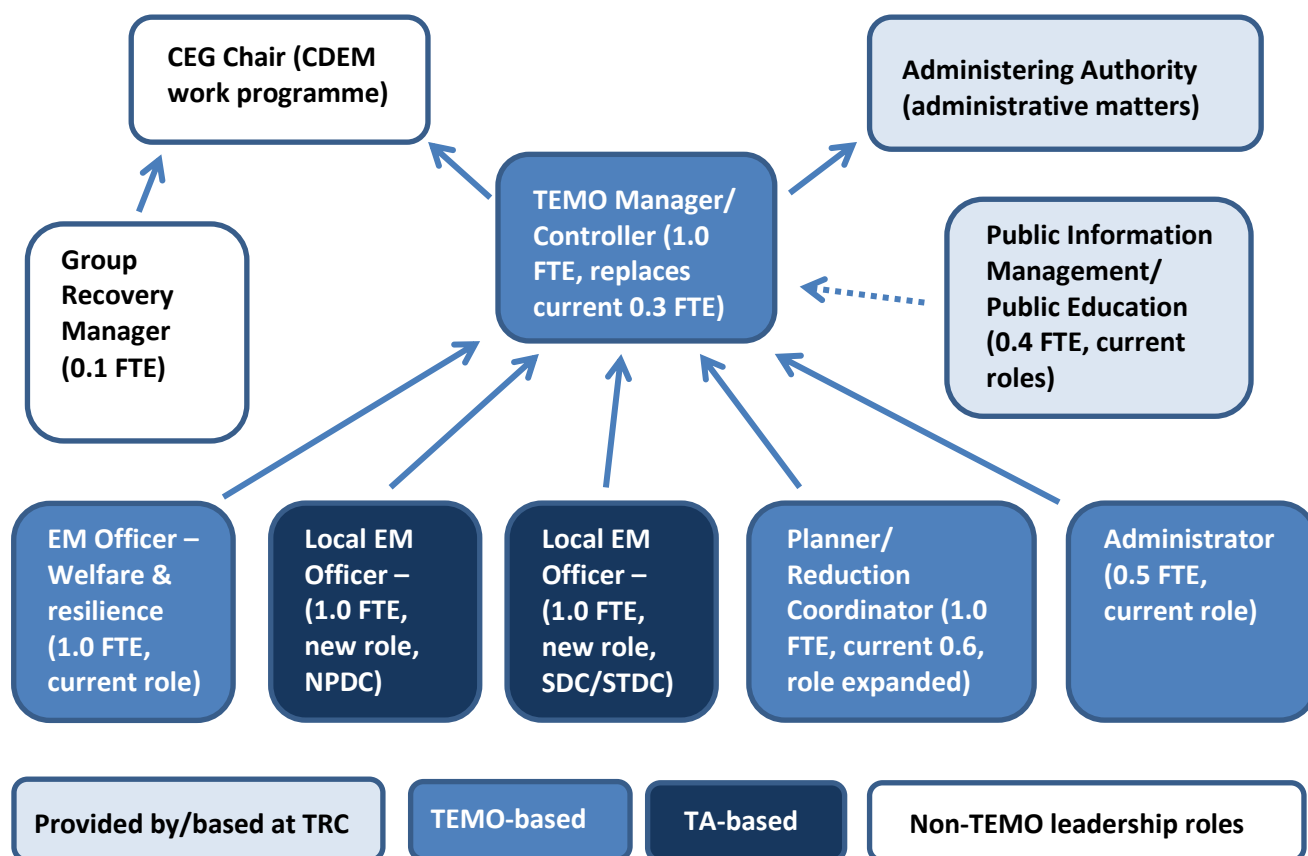 CEG Chair (CDEM
work programme)
Administering Authority
(administrative matters)
TEMO Manager/
Controller (1.0
FTE, replaces
current 0.3 FTE)
Group
Recovery
Manager
(0.1 FTE)
Public Information
Management/
Public Education
(0.4 FTE, current
roles)
EM Officer –
Welfare &
resilience
(1.0 FTE,
current role)
Local EM
Officer –
(1.0 FTE,
new role,
NPDC)
Local EM
Officer –
(1.0 FTE,
new role,
SDC/STDC)
Planner/
Reduction
Coordinator (1.0
FTE, current 0.6,
role expanded)
Administrator
(0.5 FTE,
current role)
Provided by/based at TRC
TEMO-based
TA-based
Non-TEMO leadership roles